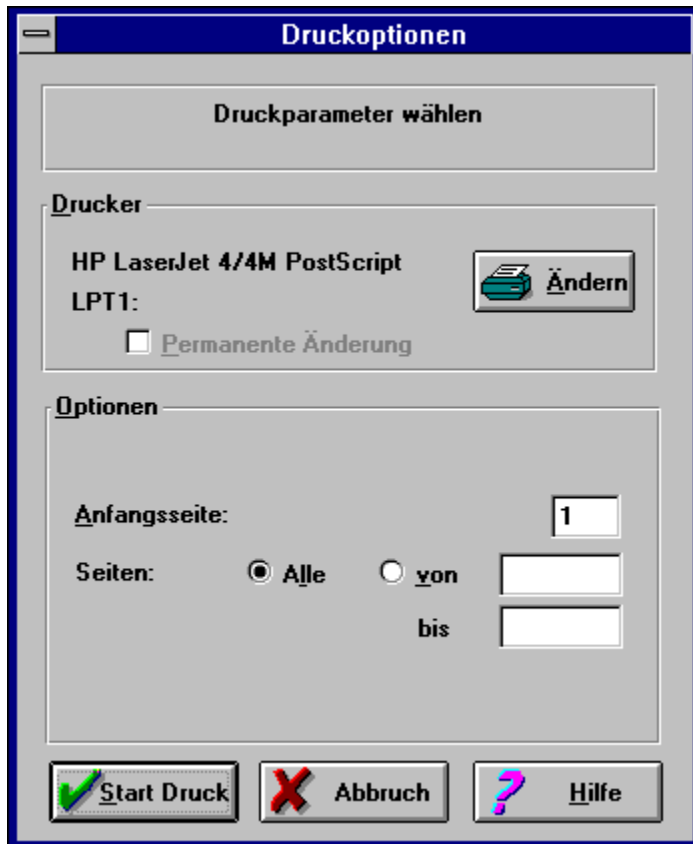 Druckoptionen
Druckparameter wählen
Drucker
HP LaserJet 4/4M PostScript
Ändern
LPT1:
Permanente Änderung
Optionen
Anfangsseite: 1
Seiten: Alle von
bis
Start Druck Abbruch Hilfe